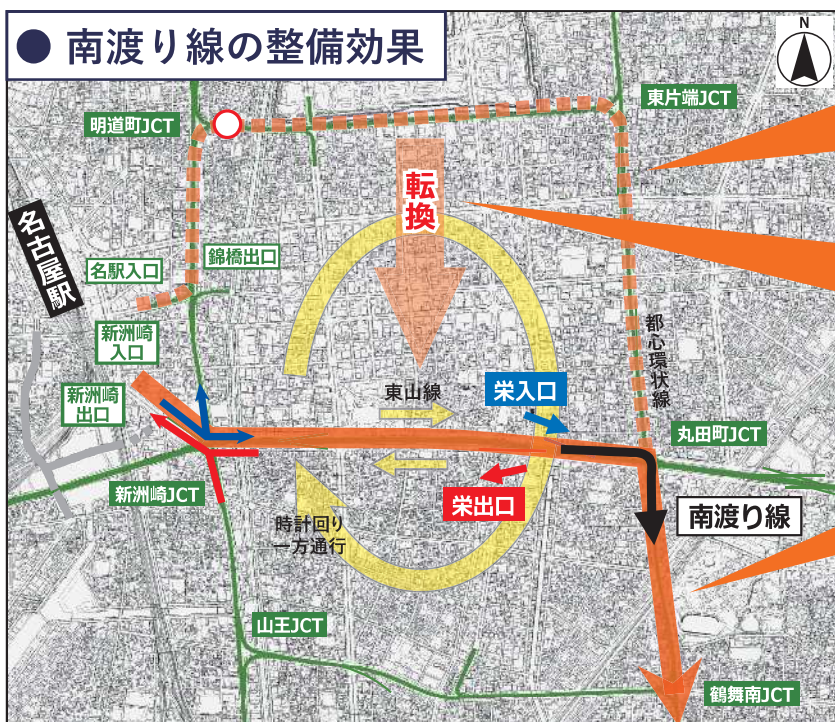 ● 南渡り線の整備効果
N
明道町JCT
東片端JCT
転換
名古屋駅
名駅入口
錦橋出口
新洲崎
入口
新洲崎
出口
都心環状線
東山線
栄入口
丸田町JCT
新洲崎JCT
栄出口
南渡り線
時計回り
一方通行
山王JCT
鶴舞南JCT